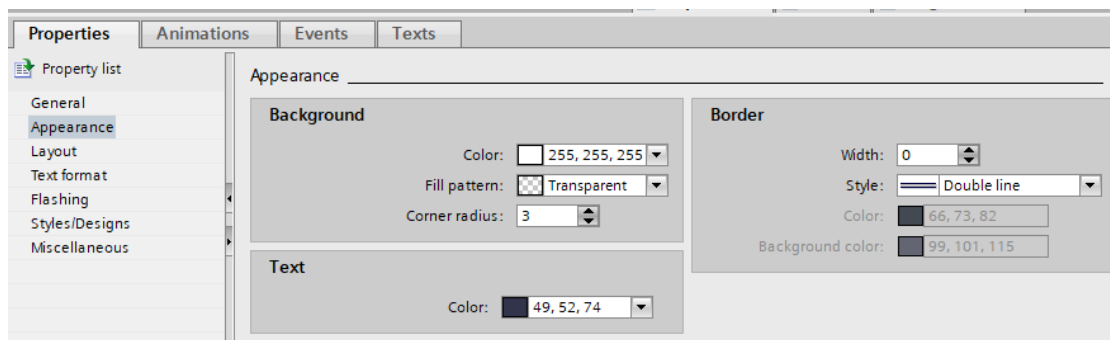 Properties Animations Events Texts
Property list
General
Appearance
Layout
Text format
Flashing
Styles/Designs
Miscellaneous
Appearance
Background
Color: 255, 255, 255
Fill pattern: Transparent
Corner radius: 3
Text
Color: 49, 52, 74
Border
Width: 0
Style: Double line
Color: 66, 73, 82
Background color: 99, 101, 115